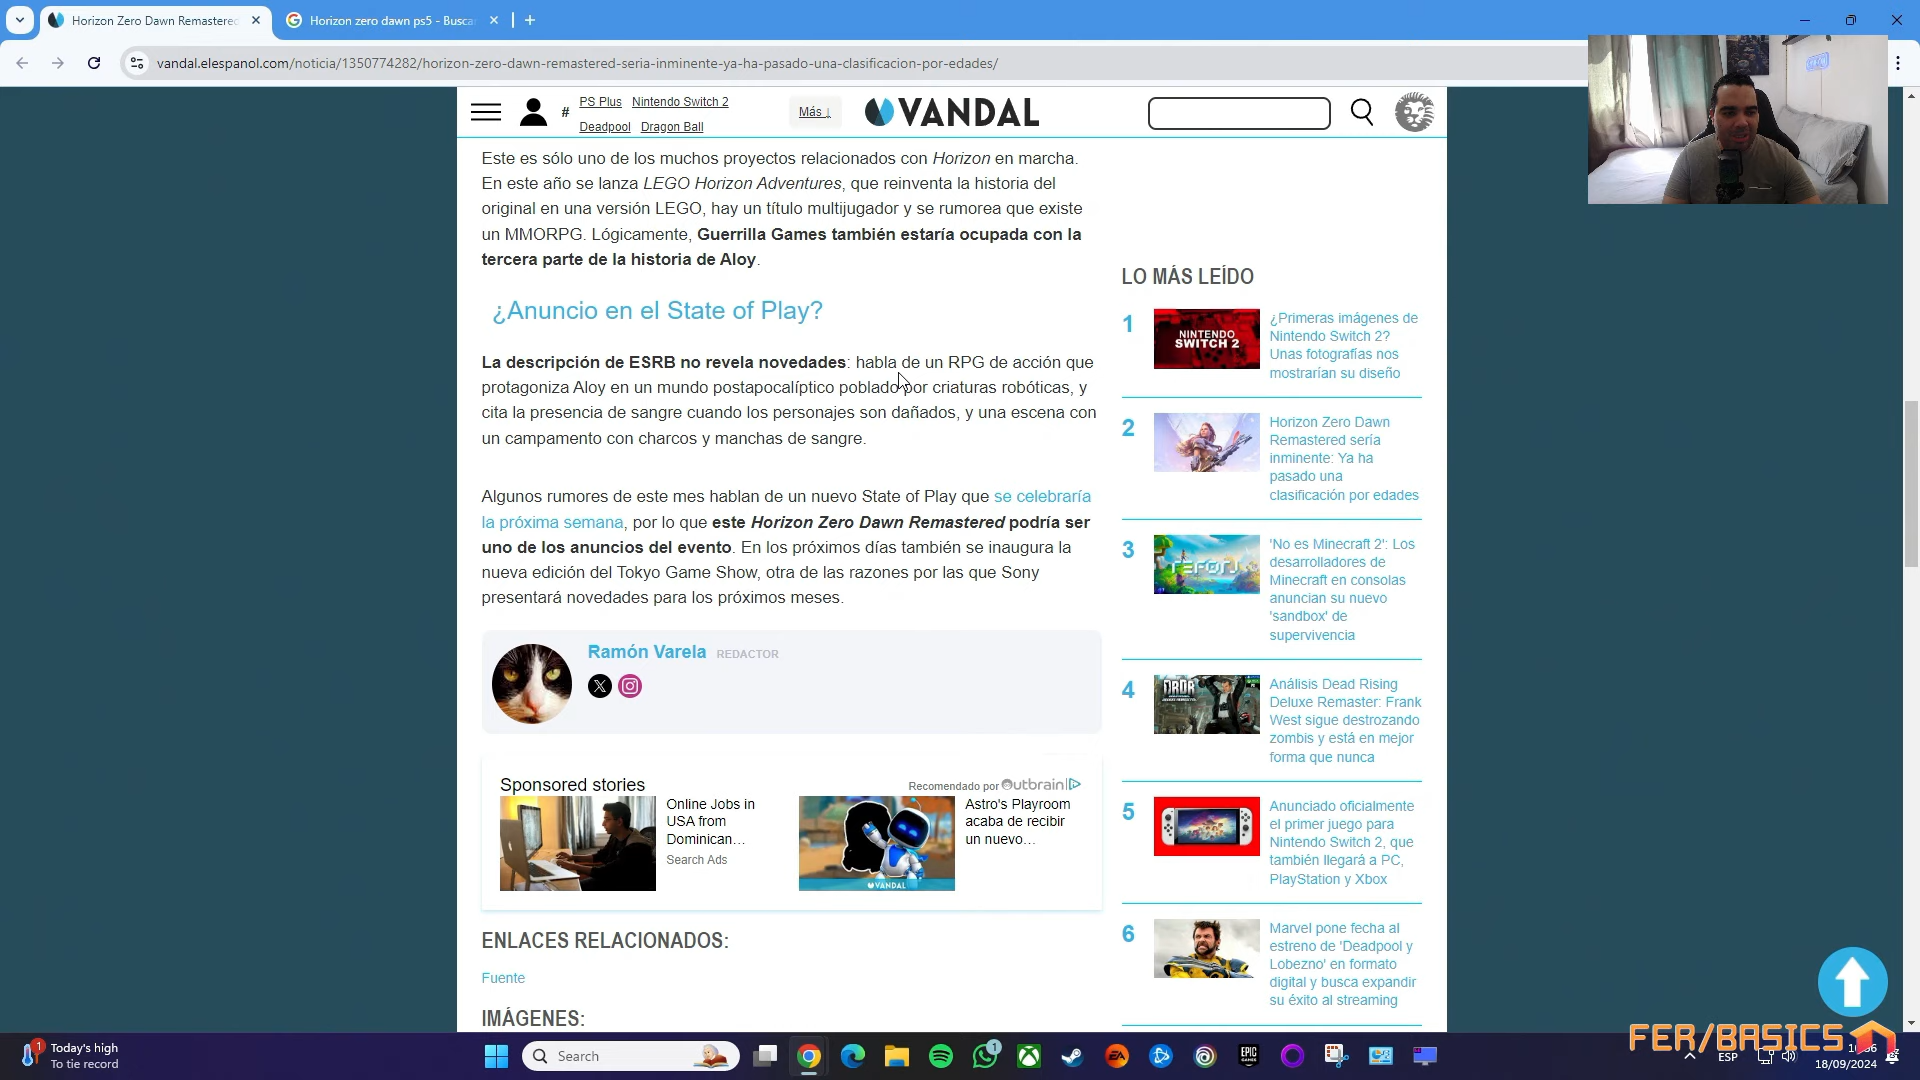 Horizon Zero Dawn Remastered
Horizon zero dawn ps5 - Busca
vandal.elespanol.com/noticia/1350774282/horizon-zero-dawn-remastered-seria-inminente-ya-ha-pasado-una-clasificacion-por-edades/
#
PS Plus Nintendo Switch 2
Deadpool Dragon Ball
Más ↓
VANDAL
Este es sólo uno de los muchos proyectos relacionados con Horizon en marcha.
En este año se lanza LEGO Horizon Adventures, que reinventa la historia del
original en una versión LEGO, hay un título multijugador y se rumorea que existe
un MMORPG. Lógicamente, Guerrilla Games también estaría ocupada con la
tercera parte de la historia de Aloy.
¿Anuncio en el State of Play?
La descripción de ESRB no revela novedades: habla de un RPG de acción que
protagoniza Aloy en un mundo postapocalíptico poblado por criaturas robóticas, y
cita la presencia de sangre cuando los personajes son dañados, y una escena con
un campamento con charcos y manchas de sangre.
Algunos rumores de este mes hablan de un nuevo State of Play que se celebraría
la próxima semana, por lo que este Horizon Zero Dawn Remastered podría ser
uno de los anuncios del evento. En los próximos días también se inaugura la
nueva edición del Tokyo Game Show, otra de las razones por las que Sony
presentará novedades para los próximos meses.
Ramón Varela REDACTOR
Sponsored stories
Recomendado por Outbrain
Online Jobs in
USA from
Dominican...
Search Ads
VANDAL
Astro's Playroom
acaba de recibir
un nuevo...
ENLACES RELACIONADOS:
Fuente
IMÁGENES:
LO MÁS LEÍDO
1
NINTENDO
SWITCH 2
¿Primeras imágenes de
Nintendo Switch 2?
Unas fotografías nos
mostrarían su diseño
2
Horizon Zero Dawn
Remastered sería
inminente: Ya ha
pasado una
clasificación por edades
3
'No es Minecraft 2': Los
desarrolladores de
Minecraft en consolas
anuncian su nuevo
'sandbox' de
supervivencia
4
Análisis Dead Rising
Deluxe Remaster: Frank
West sigue destrozando
zombis y está en mejor
forma que nunca
5
Anunciado oficialmente
el primer juego para
Nintendo Switch 2, que
también llegará a PC,
PlayStation y Xbox
6
Marvel pone fecha al
estreno de 'Deadpool y
Lobezno' en formato
digital y busca expandir
su éxito al streaming
FER/BASICS
1
Today's high
To tie record
Search
1
EA
EPIC
GAMES
ESP
18/09/2024